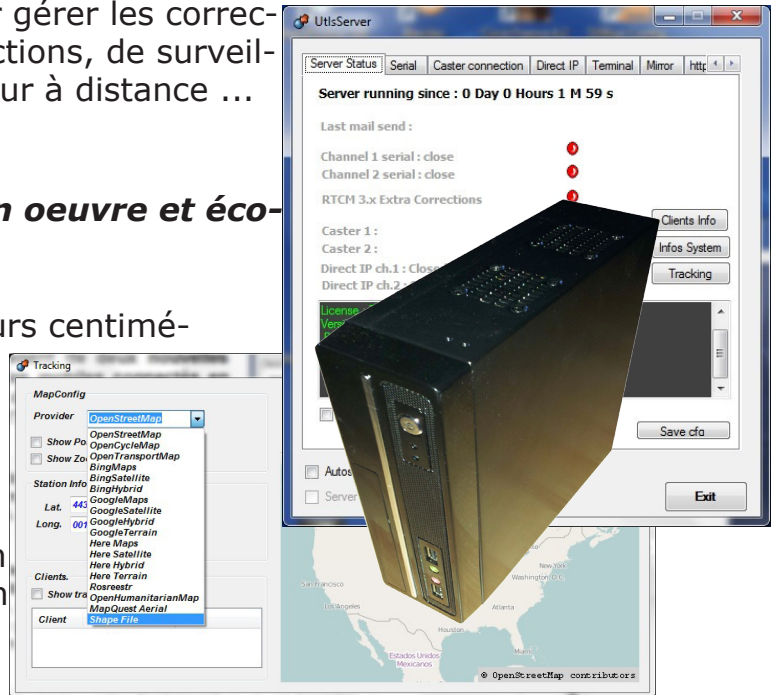 r gérer les correc-
ctions, de surveil-
ur à distance ...
n oeuvre et éco-
urs centimé-
n
n
UtlsServer
Server Status Serial Caster connection Direct IP Terminal Mirror http
Server running since : 0 Day 0 Hours 1 M 59 s
Last mail send :
Channel 1 serial : close
Channel 2 serial : close
RTCM 3.x Extra Corrections
Caster 1 :
Caster 2 :
Direct IP ch.1 : Clos
Direct IP ch.2 :
Clients Info
Infos System
Tracking
License
Vers
Save cfg
Autos
Server
Exit
Tracking
MapConfig
Provider OpenStreetMap
Show Po
Show Zo
OpenStreetMap
OpenCycleMap
OpenTransportMap
BingMaps
BingSatellite
BingHybrid
GoogleMaps
GoogleSatellite
GoogleHybrid
GoogleTerrain
Here Maps
Here Satellite
Here Hybrid
Here Terrain
Rosreestr
OpenHumanitarianMap
MapQuest Aerial
Shape File
Station Info
Lat. 443
Long. 001
Clients.
Show tra
Client
San Francisco
Los Angeles
New York
Washington, D.C.
Atlanta
Houston
Miami
Estados Unidos
Mexicanos
© OpenStreetMap contributors